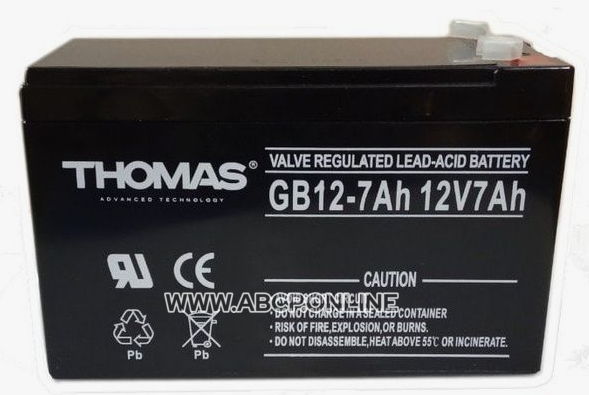 THOMAS®
ADVANCED TECHNOLOGY
VALVE REGULATED LEAD-ACID BATTERY
GB12-7Ah 12V7Ah
CE
CAUTION
WWW.ABCPONLINE
• DO NOT CHARGE IN A SEALED CONTAINER
• RISK OF FIRE,EXPLOSION,OR BURNS.
• DO NOT DISASSEMBLE,HEAT ABOVE 55℃ OR INCINERATE.
Pb
Pb